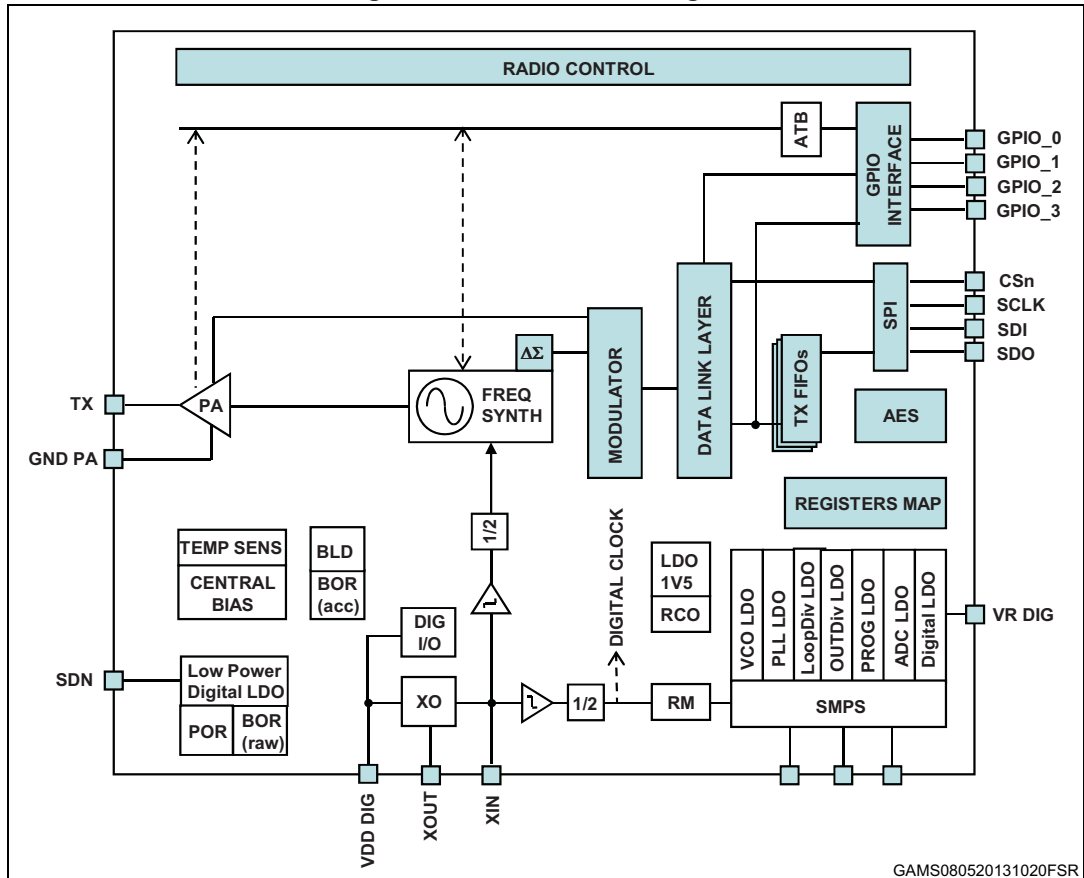 RADIO CONTROL
ATB
GPIO
INTERFACE
GPIO_0
GPIO_1
GPIO_2
GPIO_3
CSn
SCLK
SDI
SDO
SPI
DATA LINK LAYER
MODULATOR
TX FIFOs
AES
REGISTERS MAP
ΔΣ
FREQ
SYNTH
PA
TX
GND PA
1/2
TEMP SENS
CENTRAL
BIAS
BLD
BOR
(acc)
DIG
I/O
DIGITAL CLOCK
LDO
1V5
RCO
VCO LDO
PLL LDO
LoopDiv LDO
OUTDiv LDO
PROG LDO
ADC LDO
Digital LDO
VR DIG
SDN
Low Power
Digital LDO
POR
BOR
(raw)
XO
1/2
RM
SMPS
VDD DIG
XOUT
XIN
GAMS080520131020FSR